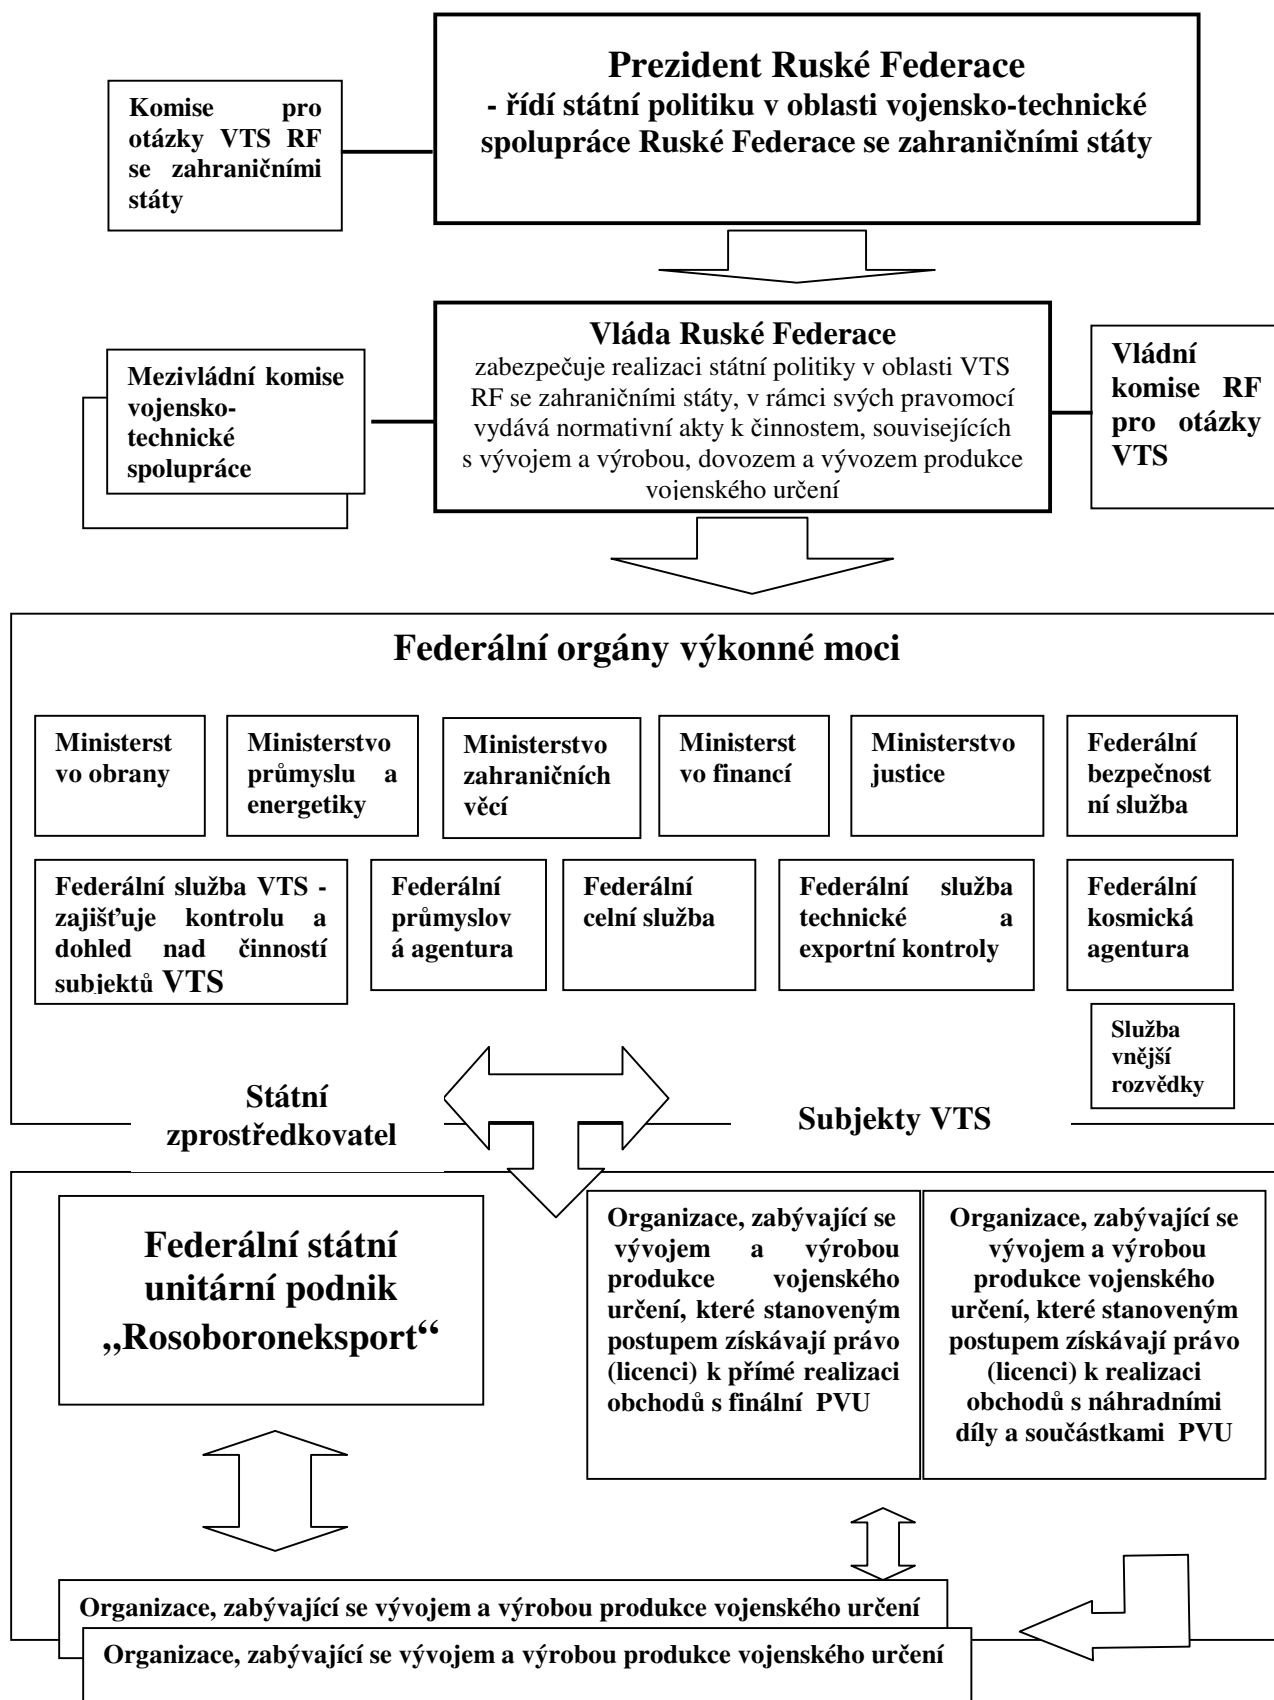 Prezident Ruské Federace
- řídí státní politiku v oblasti vojensko-technické
spolupráce Ruské Federace se zahraničními státy
Komise pro
otázky VTS RF
se zahraničními
státy
Vláda Ruské Federace
zabezpečuje realizaci státní politiky v oblasti VTS
RF se zahraničními státy, v rámci svých pravomocí
vydává normativní akty k činnostem, souvisejících
s vývojem a výrobou, dovozem a vývozem produkce
vojenského určení
Mezivládní komise
vojensko-
technické
spolupráce
Vládní
komise RF
pro otázky
VTS
Federální orgány výkonné moci
Ministerst
vo obrany
Ministerstvo
průmyslu a
energetiky
Ministerstvo
zahraničních
věcí
Ministerst
vo financí
Ministerstvo
justice
Federální
bezpečnost
ní služba
Federální služba VTS -
zajišťuje kontrolu a
dohled nad činností
subjektů VTS
Federální
průmyslov
á agentura
Federální
celní služba
Federální služba
technické a
exportní kontroly
Federální
kosmická
agentura
Služba
vnější
rozvědky
Státní
zprostředkovatel
Subjekty VTS
Federální státní
unitární podnik
„Rosoboroneksport“
Organizace, zabývající se
vývojem a výrobou
produkce vojenského
určení, které stanoveným
postupem získávají právo
(licenci) k přímé realizaci
obchodů s finální PVU
Organizace, zabývající se
vývojem a výrobou
produkce vojenského
určení, které stanoveným
postupem získávají právo
(licenci) k realizaci
obchodů s náhradními
díly a součástkami PVU
Organizace, zabývající se vývojem a výrobou produkce vojenského určení
Organizace, zabývající se vývojem a výrobou produkce vojenského určení